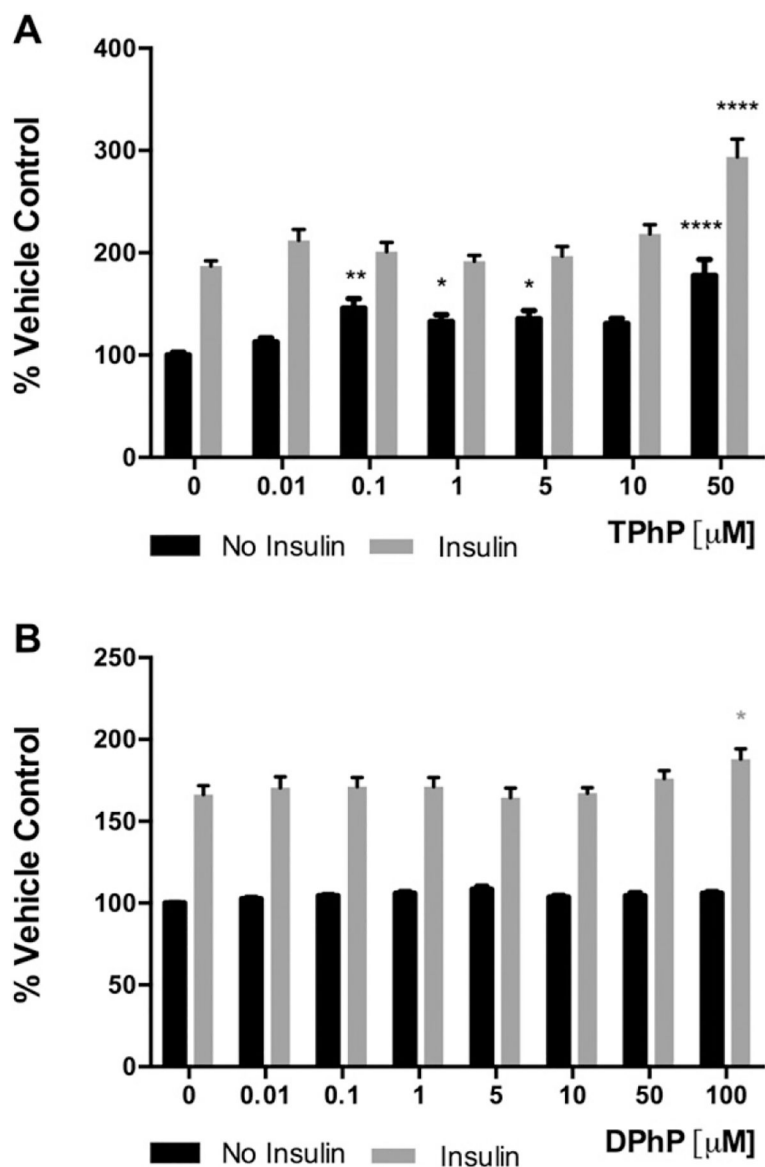 A
% Vehicle Control
400
300
200
100
0
****
****
**
*
*
0 0.01 0.1 1 5 10 50
TPhP [μM]
No Insulin Insulin
B
% Vehicle Control
250
200
150
100
50
0
*
0 0.01 0.1 1 5 10 50 100
DPhP [μM]
No Insulin Insulin